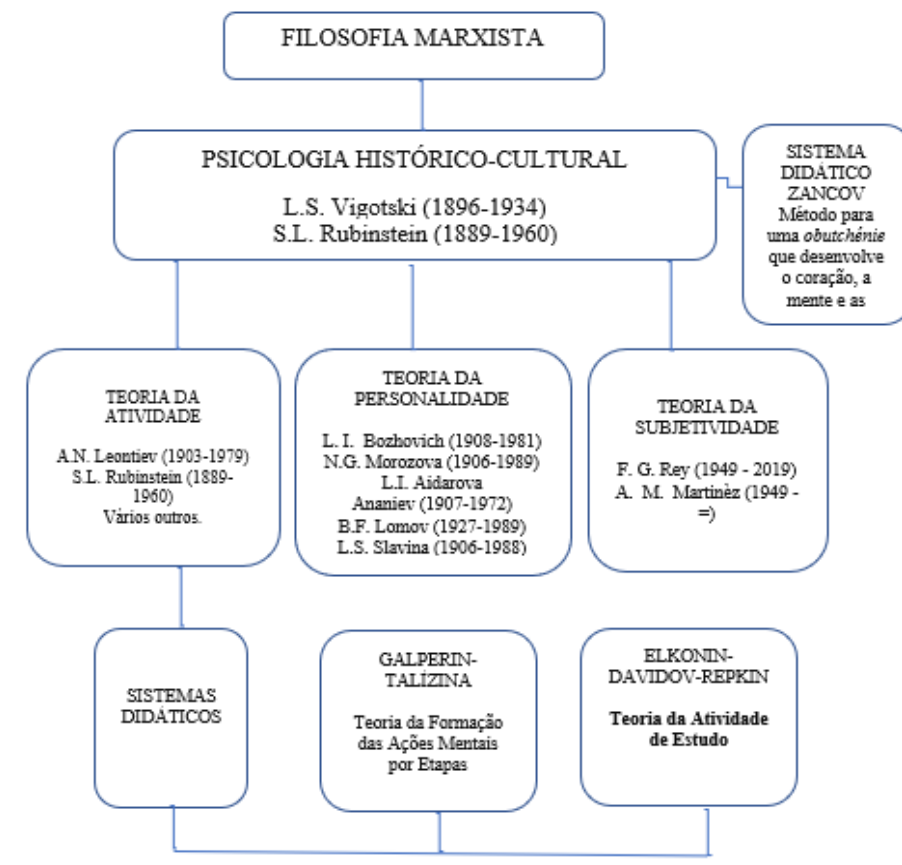 FILOSOFIA MARXISTA
PSICOLOGIA HISTÓRICO-CULTURAL
L.S. Vigotski (1896-1934)
S.L. Rubinstein (1889-1960)
SISTEMA
DIDÁTICO
ZANCOV
Método para
uma obutchénie
que desenvolve
o coração, a
mente e as
TEORIA DA
ATIVIDADE
A.N. Leontiev (1903-1979)
S.L. Rubinstein (1889-
1960)
Vários outros.
TEORIA DA
PERSONALIDADE
L. I. Bozhovich (1908-1981)
N.G. Morozova (1906-1989)
L.I. Aidarova
Ananiev (1907-1972)
B.F. Lomov (1927-1989)
L.S. Slavina (1906-1988)
TEORIA DA
SUBJETIVIDADE
F. G. Rey (1949 - 2019)
A. M. Martinèz (1949 -
=)
SISTEMAS
DIDÁTICOS
GALPERIN-
TALÍZINA
Teoria da Formação
das Ações Mentais
por Etapas
ELKONIN-
DAVIDOV-REPKIN
Teoria da Atividade
de Estudo